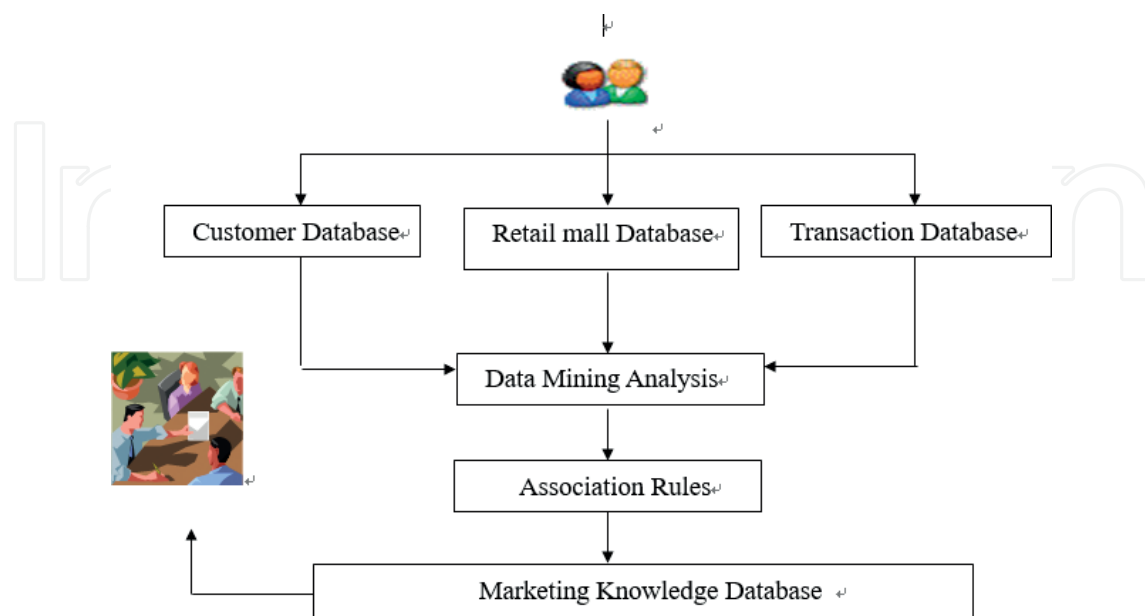 Customer Database
Retail mall Database
Transaction Database
Data Mining Analysis
Association Rules
Marketing Knowledge Database